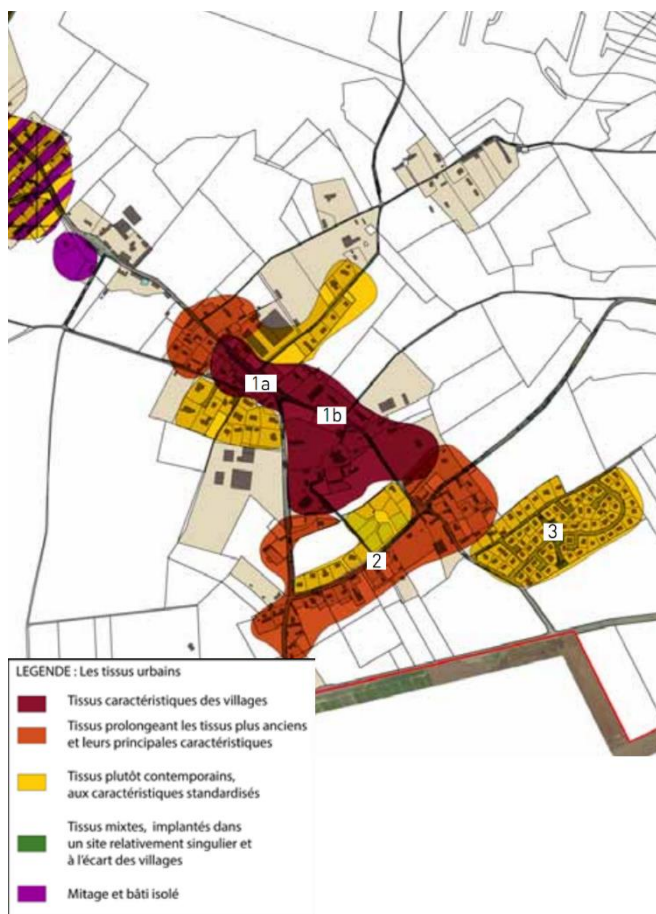 1a
1b
2
3
LEGENDE : Les tissus urbains
Tissus caractéristiques des villages
Tissus prolongeant les tissus plus anciens
et leurs principales caractéristiques
Tissus plutôt contemporains,
aux caractéristiques standardisés
Tissus mixtes, implantés dans
un site relativement singulier et
à l'écart des villages
Mitage et bâti isolé